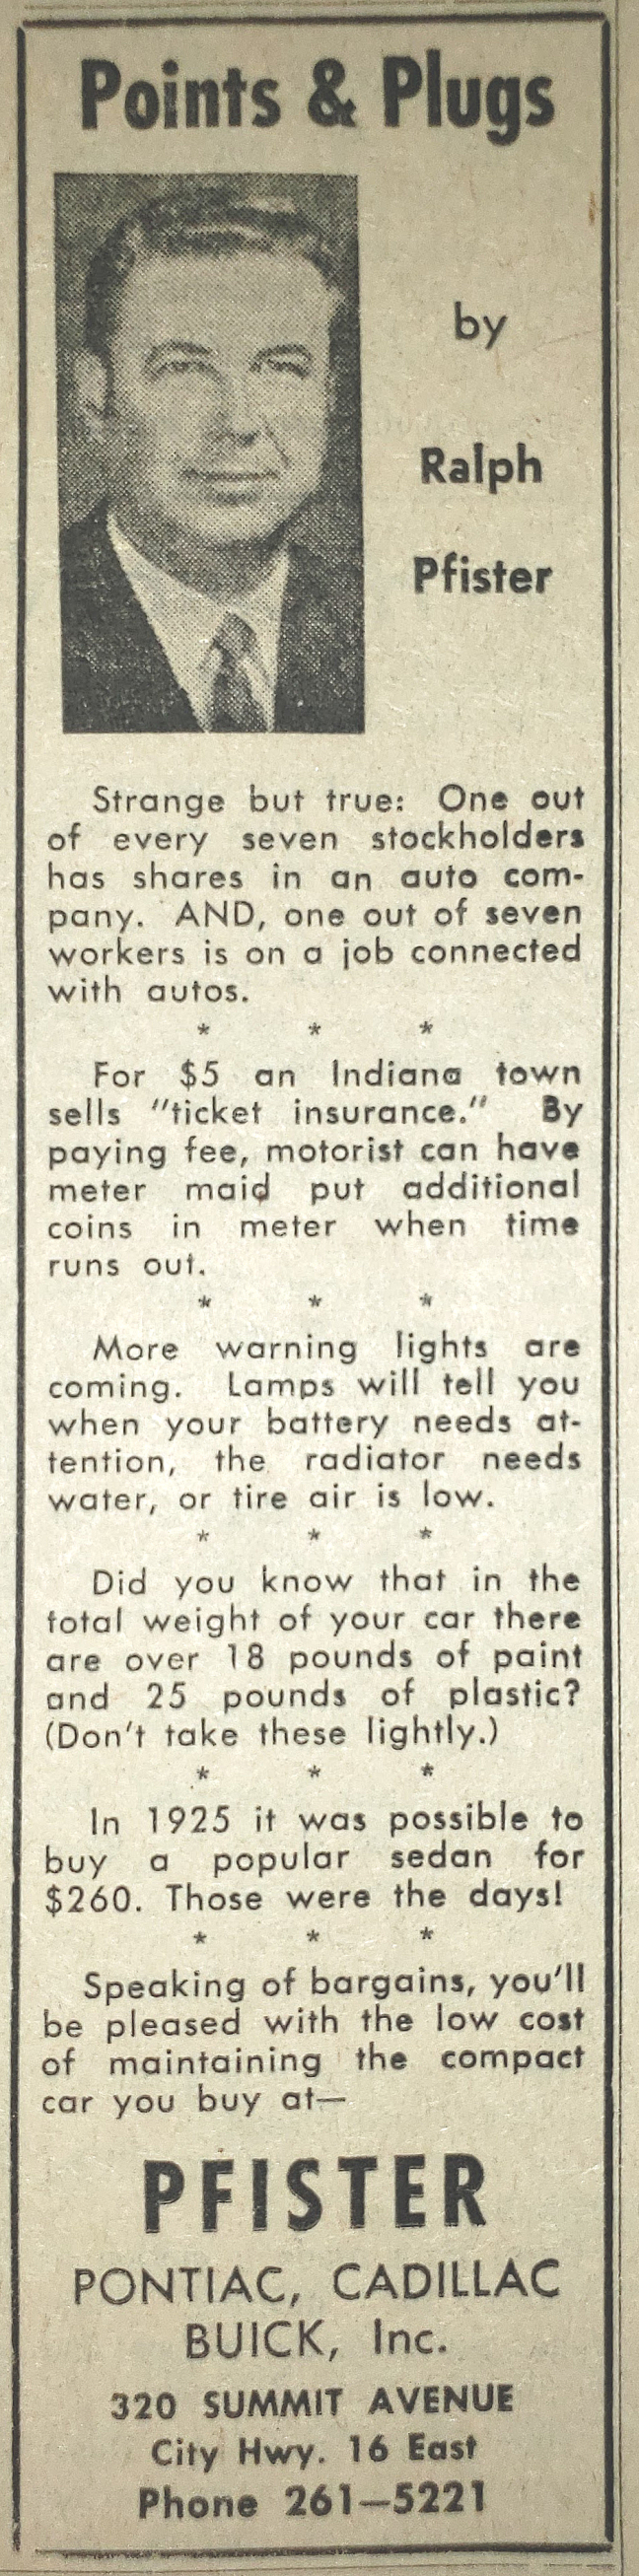 Points & Plugs
by
Ralph
Pfister
Strange but true: One out
of every seven stockholders
has shares in an auto com-
pany. AND, one out of seven
workers is on a job connected
with autos.
* * *
For $5 an Indiana town
sells "ticket insurance." By
paying fee, motorist can have
meter maid put additional
coins in meter when time
runs out.
* * *
More warning lights are
coming. Lamps will tell you
when your battery needs at-
tention, the radiator needs
water, or tire air is low.
* * *
Did you know that in the
total weight of your car there
are over 18 pounds of paint
and 25 pounds of plastic?
(Don't take these lightly.)
* * *
In 1925 it was possible to
buy a popular sedan for
$260. Those were the days!
* * *
Speaking of bargains, you'll
be pleased with the low cost
of maintaining the compact
car you buy at—
PFISTER
PONTIAC, CADILLAC
BUICK, Inc.
320 SUMMIT AVENUE
City Hwy. 16 East
Phone 261—5221